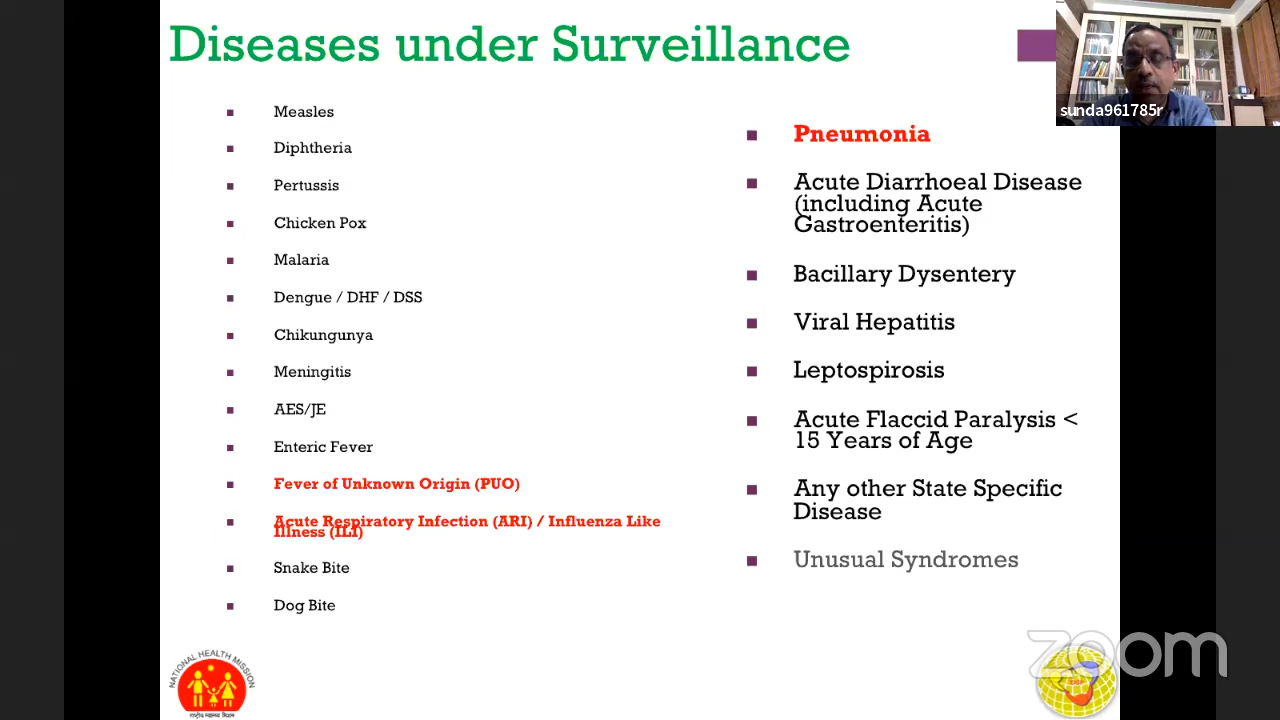 Diseases under Surveillance
sunda961785r
Measles
Diphtheria
Pertussis
Chicken Pox
Malaria
Dengue / DHF / DSS
Chikungunya
Meningitis
AES/JE
Enteric Fever
Fever of Unknown Origin (PUO)
Acute Respiratory Infection (ARI) / Influenza Like
Illness (ILI)
Snake Bite
Dog Bite
Pneumonia
Acute Diarrhoeal Disease
(including Acute
Gastroenteritis)
Bacillary Dysentery
Viral Hepatitis
Leptospirosis
Acute Flaccid Paralysis <
15 Years of Age
Any other State Specific
Disease
Unusual Syndromes
NATIONAL HEALTH MISSION
राष्ट्रीय स्वास्थ्य मिशन
zoom